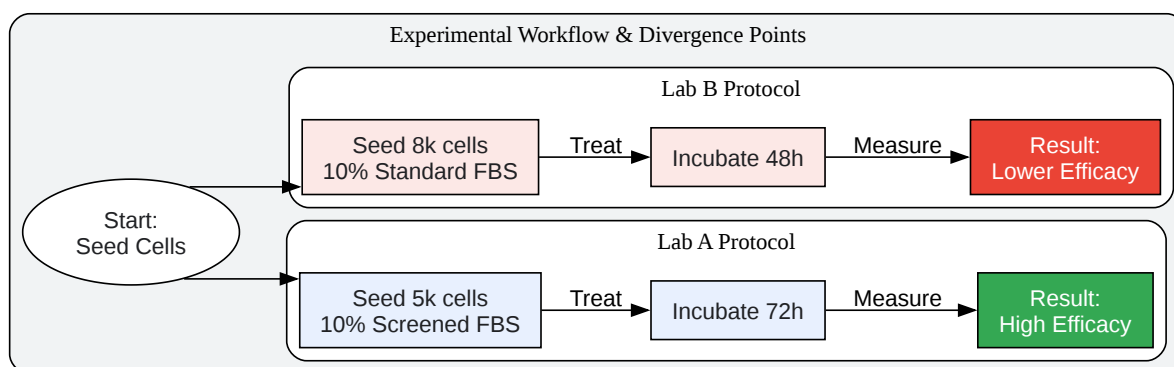 Experimental Workflow & Divergence Points
Lab B Protocol
Seed 8k cells
10% Standard FBS
Treat
Incubate 48h
Measure
Result:
Lower Efficacy
Start:
Seed Cells
Lab A Protocol
Seed 5k cells
10% Screened FBS
Treat
Incubate 72h
Measure
Result:
High Efficacy